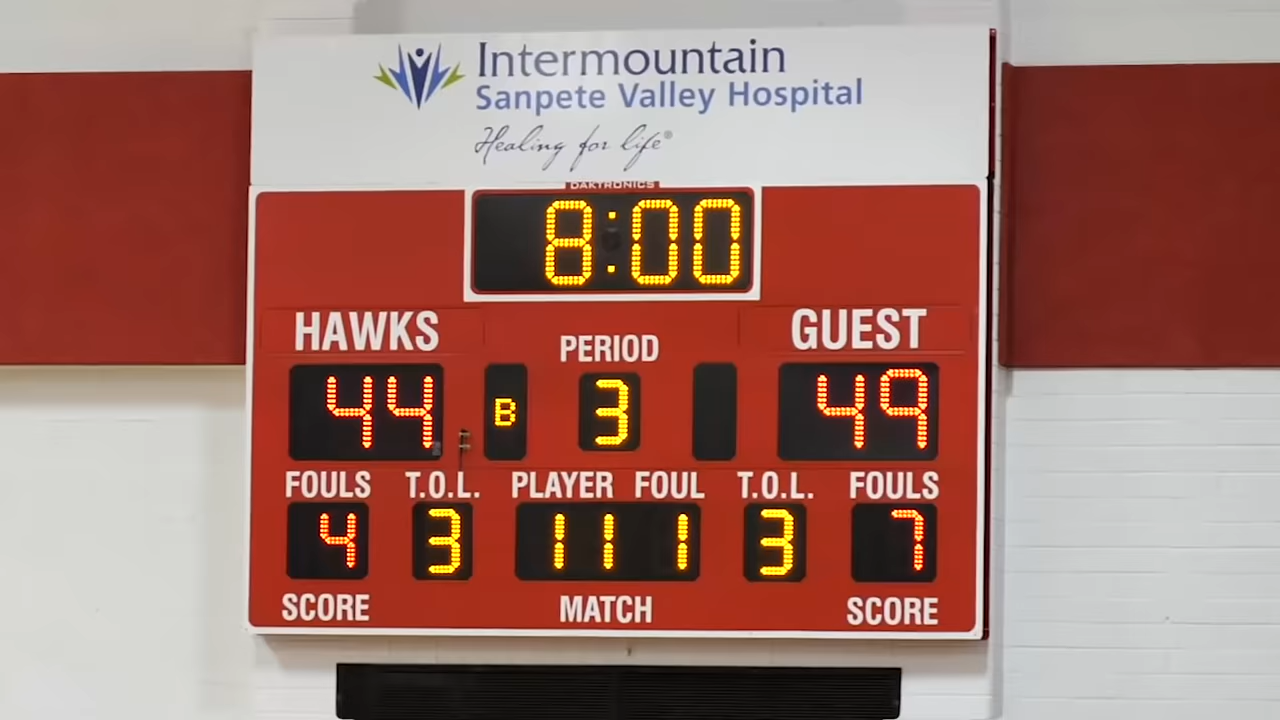 Intermountain
Sanpete Valley Hospital
Healing for life®
DAKTRONICS
8:00
HAWKS PERIOD GUEST
44 B 3 49
FOULS T.O.L. PLAYER FOUL T.O.L. FOULS
4 3 11 1 3 7
SCORE MATCH SCORE